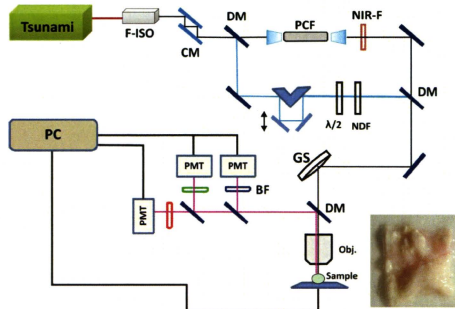 Tsunami
F-ISO
CM
DM
PCF
NIR-F
DM
λ/2
NDF
PC
PMT
PMT
PMT
BF
GS
DM
Obj.
Sample